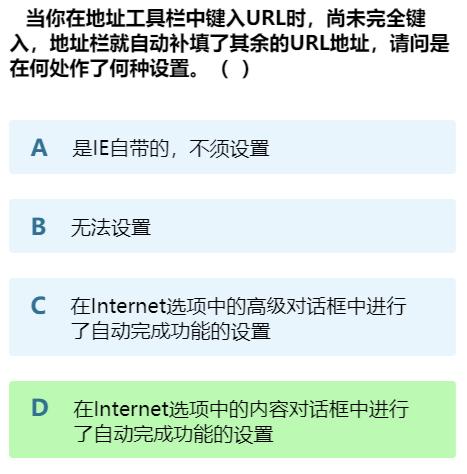 当你在地址工具栏中键入URL时，尚未完全键
入，地址栏就自动补填了其余的URL地址，请问是
在何处作了何种设置。（ ）
A 是IE自带的，不须设置
B 无法设置
C 在Internet选项中的高级对话框中进行
了自动完成功能的设置
D 在Internet选项中的内容对话框中进行
了自动完成功能的设置